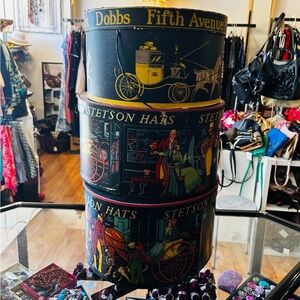 Dobbs Fifth Avenue
STETSON HATS STE
N HATS STETSON